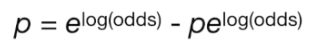 p = e^log(odds) - pe^log(odds)